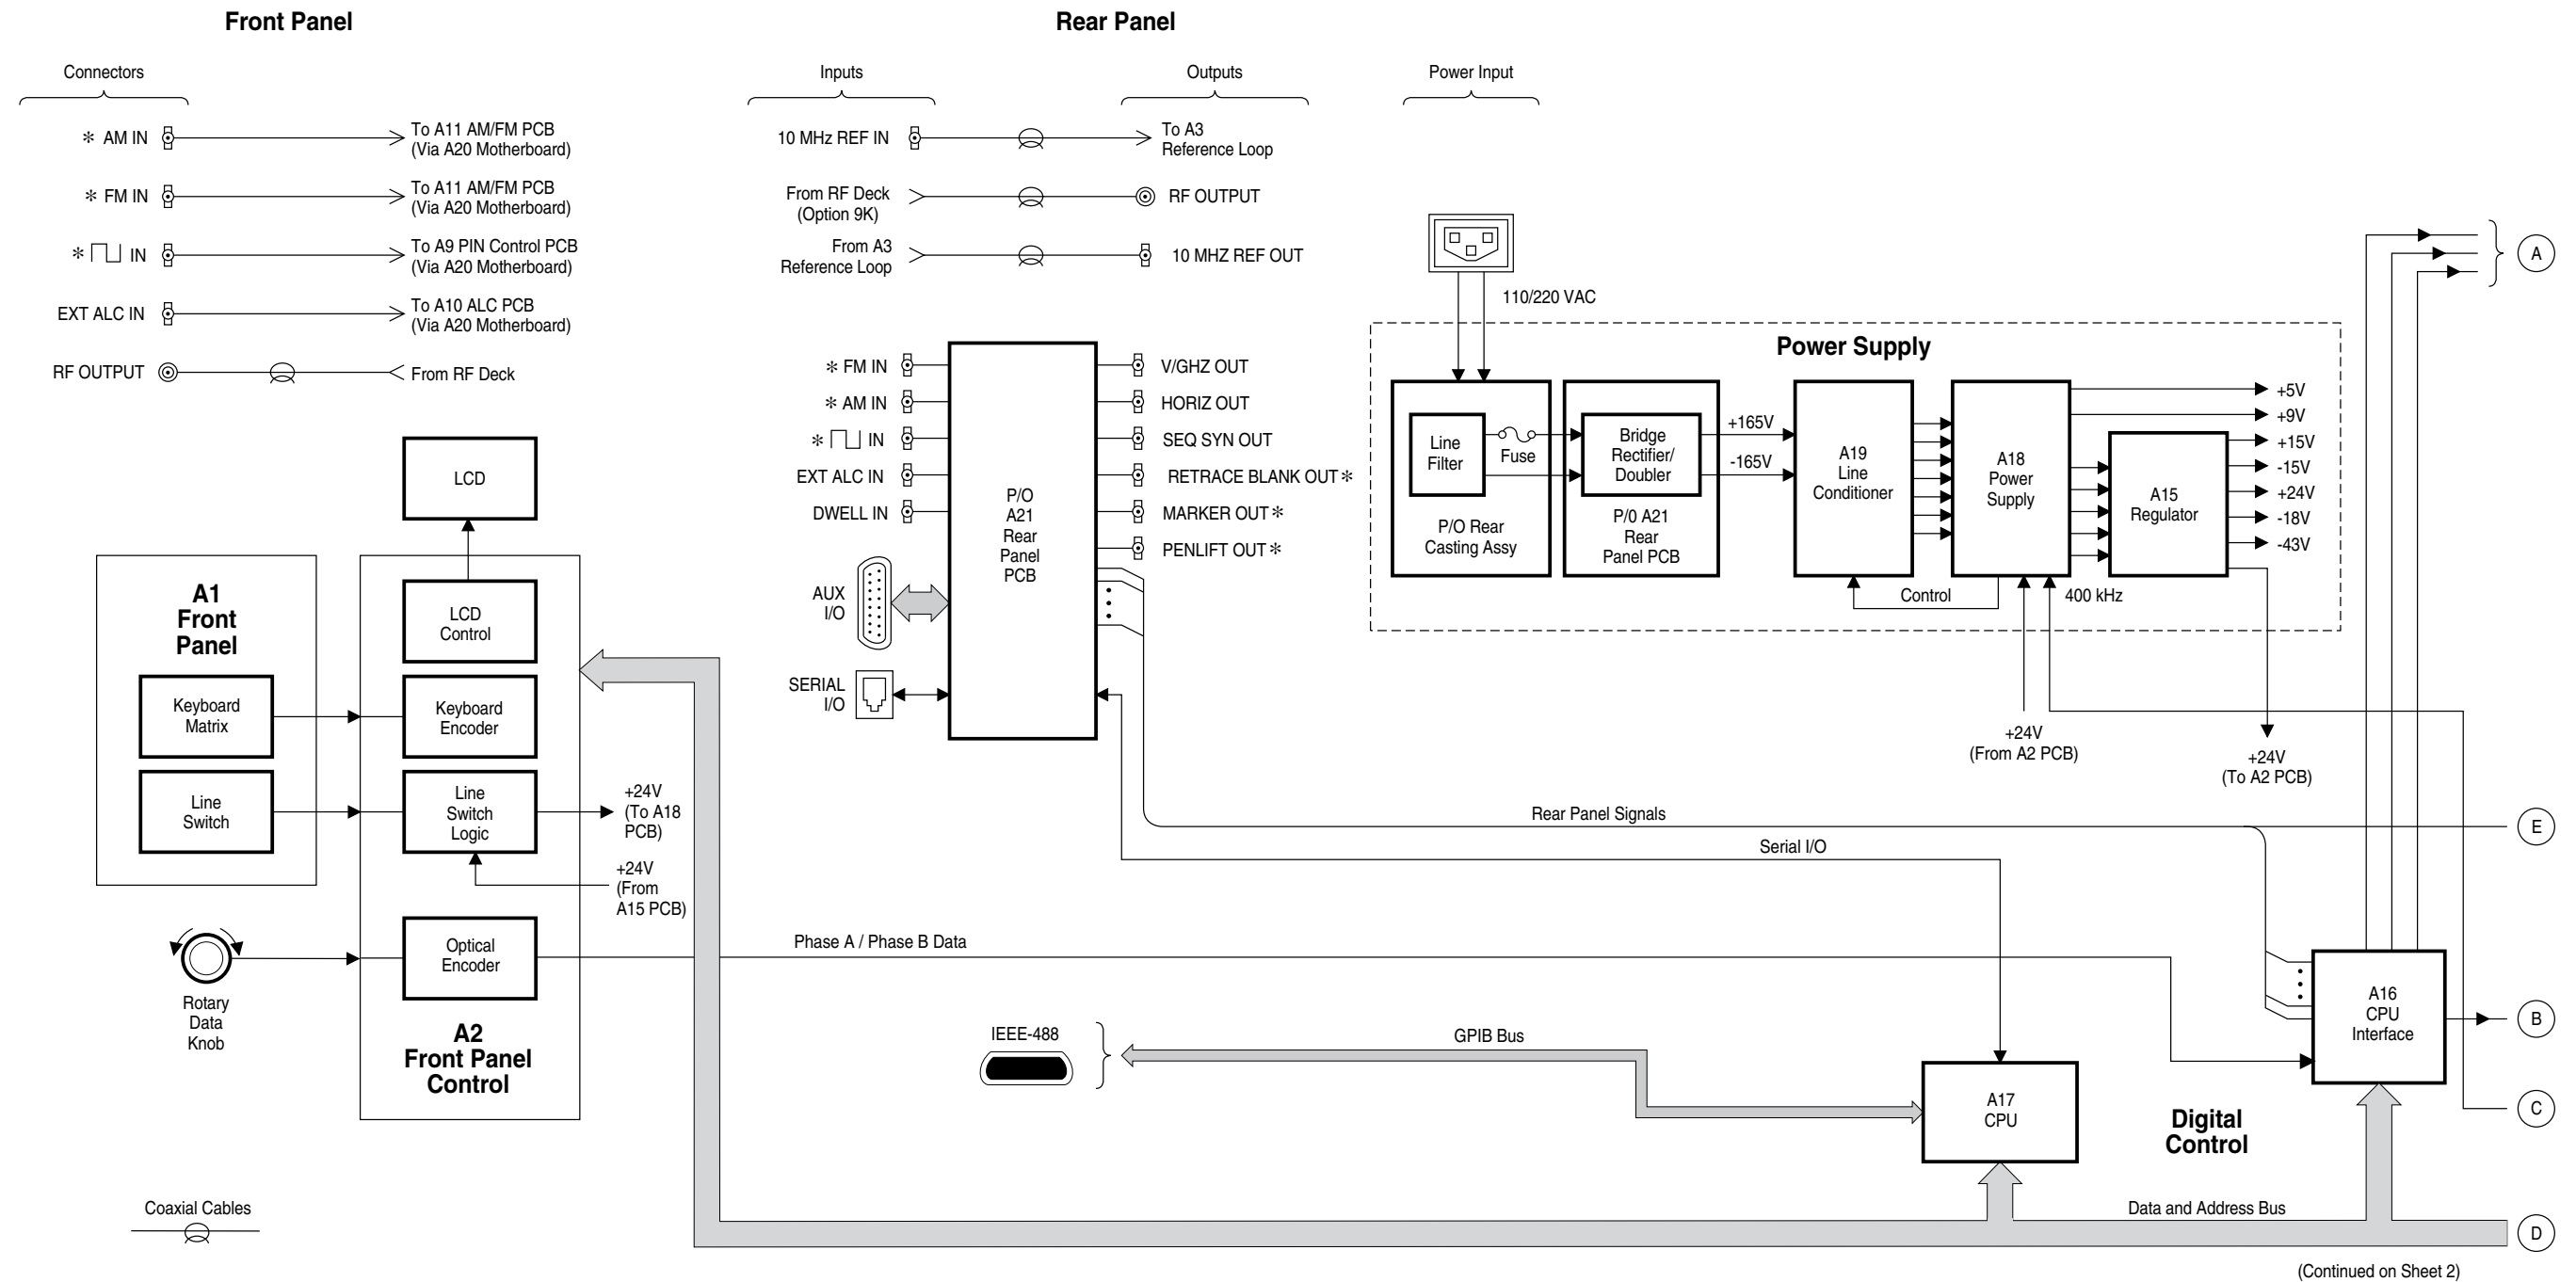 Front Panel
Connectors
* AM IN
To A11 AM/FM PCB
(Via A20 Motherboard)
* FM IN
To A11 AM/FM PCB
(Via A20 Motherboard)
* IN
To A9 PIN Control PCB
(Via A20 Motherboard)
EXT ALC IN
To A10 ALC PCB
(Via A20 Motherboard)
RF OUTPUT
From RF Deck
LCD
A1
Front
Panel
LCD
Control
Keyboard
Matrix
Keyboard
Encoder
Line
Switch
Line
Switch
Logic
+24V
(To A18
PCB)
+24V
(From
A15 PCB)
Optical
Encoder
Rotary
Data
Knob
A2
Front Panel
Control
Coaxial Cables
Rear Panel
Inputs
Outputs
Power Input
10 MHz REF IN
To A3
Reference Loop
From RF Deck
(Option 9K)
RF OUTPUT
From A3
Reference Loop
10 MHZ REF OUT
* FM IN
* AM IN
* IN
EXT ALC IN
DWELL IN
AUX
I/O
SERIAL
I/O
P/O
A21
Rear
Panel
PCB
V/GHZ OUT
HORIZ OUT
SEQ SYN OUT
RETRACE BLANK OUT *
MARKER OUT *
PENLIFT OUT *
110/220 VAC
Power Supply
Line
Filter
Fuse
P/O Rear
Casting Assy
Bridge
Rectifier/
Doubler
P/0 A21
Rear
Panel PCB
+165V
-165V
A19
Line
Conditioner
A18
Power
Supply
A15
Regulator
+5V
+9V
+15V
-15V
+24V
-18V
-43V
Control
400 kHz
+24V
(From A2 PCB)
+24V
(To A2 PCB)
Rear Panel Signals
Serial I/O
Phase A / Phase B Data
IEEE-488
GPIB Bus
A17
CPU
A16
CPU
Interface
Digital
Control
Data and Address Bus
A
E
B
C
D
(Continued on Sheet 2)